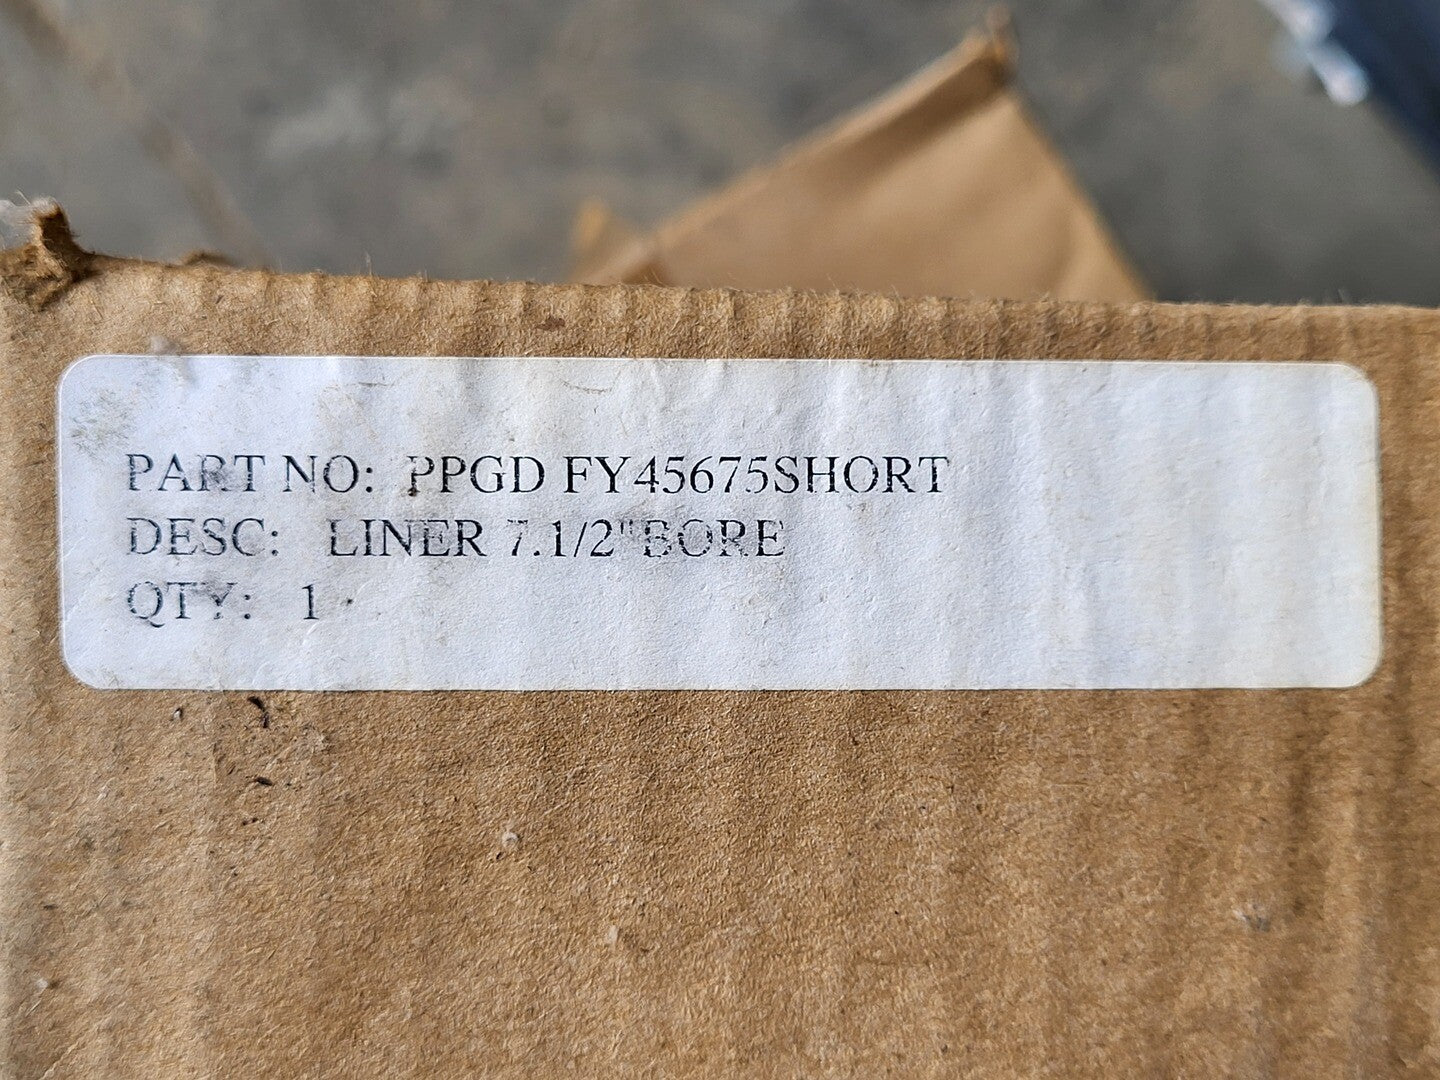 PART NO: PPGD FY45675SHORT
DESC: LINER 7.1/2"BORE
QTY: 1